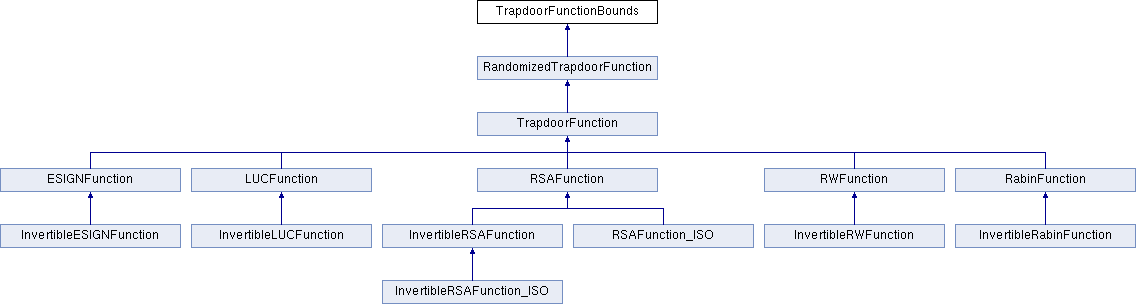 TrapdoorFunctionBounds
RandomizedTrapdoorFunction
TrapdoorFunction
ESIGNFunction
LUCFunction
RSAFunction
RWFunction
RabinFunction
InvertibleESIGNFunction
InvertibleLUCFunction
InvertibleRSAFunction
RSAFunction_ISO
InvertibleRWFunction
InvertibleRabinFunction
InvertibleRSAFunction_ISO